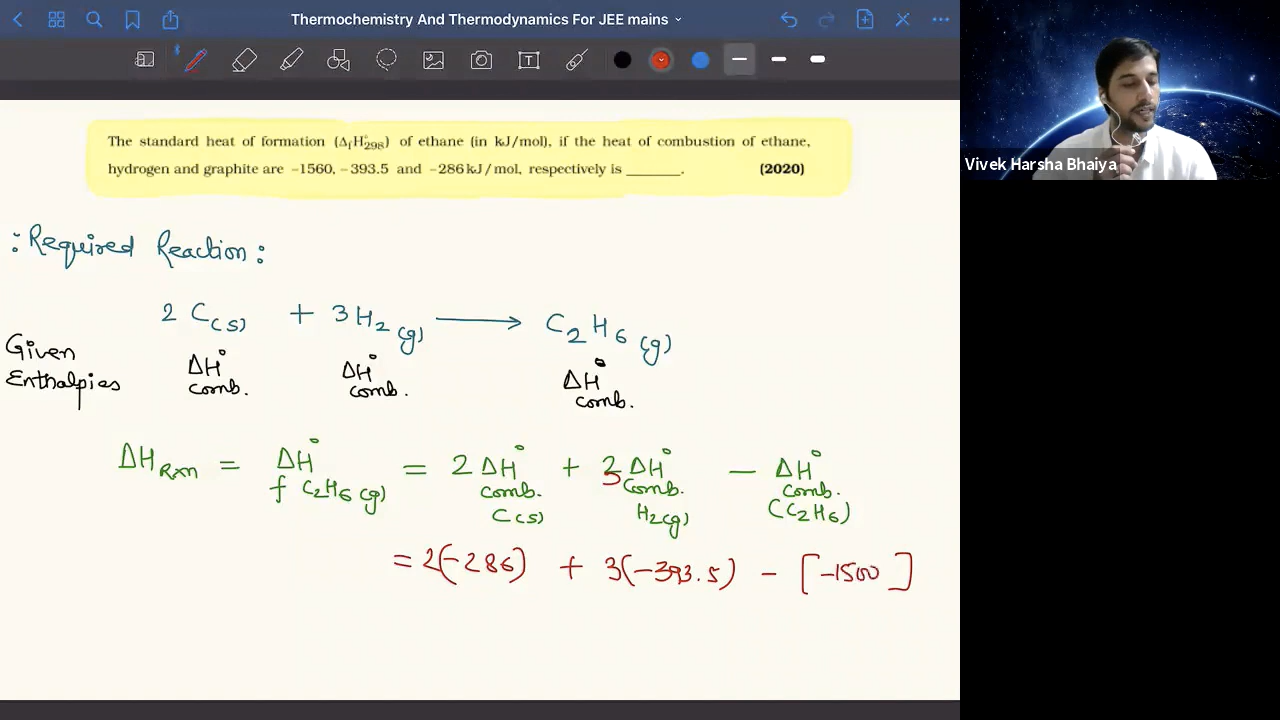 Thermochemistry And Thermodynamics For JEE mains
T
The standard heat of formation (ΔfH°298) of ethane (in kJ/mol), if the heat of combustion of ethane,
hydrogen and graphite are −1560, −393.5 and −286 kJ/mol, respectively is ______. (2020)
Vivek Harsha Bhaiya
: Required Reaction :
2 C(s) + 3H2(g) ⟶ C2H6(g)
Given Enthalpies
ΔH° comb. ΔH° comb. ΔH° comb.
ΔH Rxn = ΔH° f C2H6(g) = 2 ΔH° comb. C(s) + 3 ΔH° comb. H2(g) − ΔH° comb. (C2H6)
= 2(−286) + 3(−393.5) − [−1500]